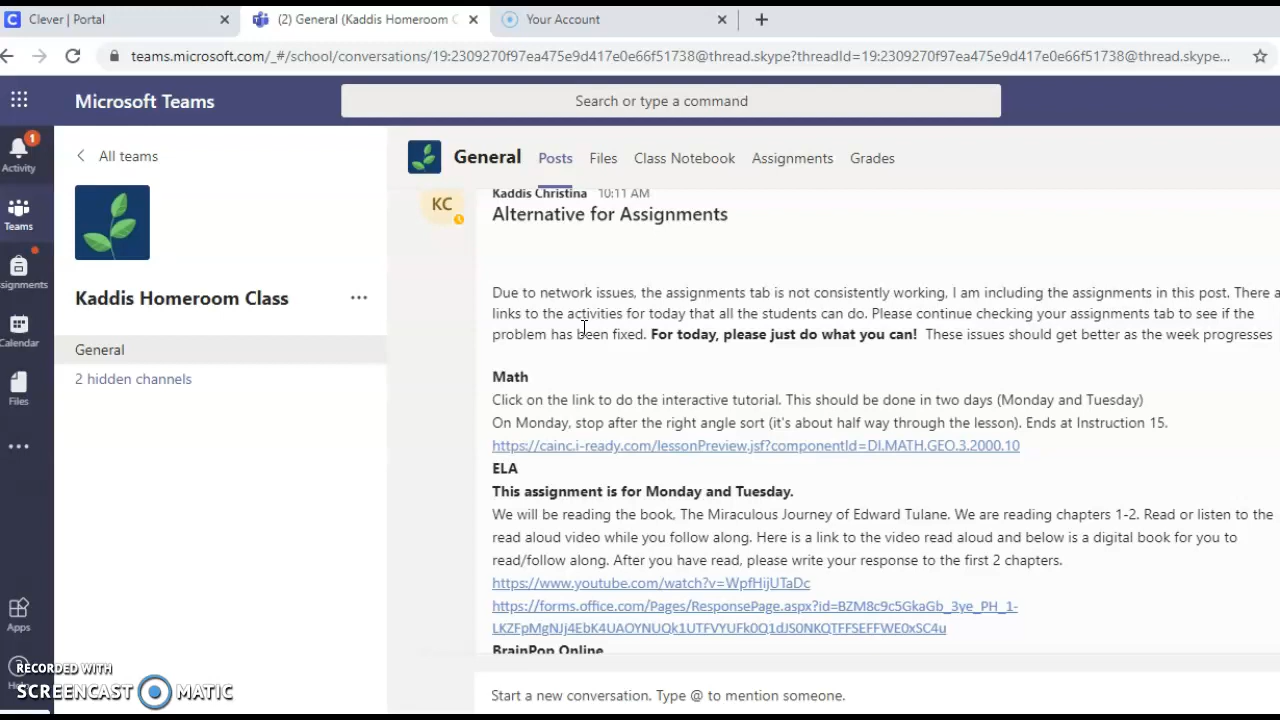 Clever | Portal
(2) General (Kaddis Homeroom C
Your Account
teams.microsoft.com/_#/school/conversations/19:2309270f97ea475e9d417e0e66f51738@thread.skype?threadId=19:2309270f97ea475e9d417e0e66f51738@thread.skype...
Microsoft Teams
Search or type a command
1
Activity
Teams
ssignments
Calendar
Files
Apps
He
All teams
Kaddis Homeroom Class
General
2 hidden channels
General Posts Files Class Notebook Assignments Grades
KC
Kaddis Christina 10:11 AM
Alternative for Assignments
Due to network issues, the assignments tab is not consistently working, I am including the assignments in this post. There a
links to the activities for today that all the students can do. Please continue checking your assignments tab to see if the
problem has been fixed. For today, please just do what you can! These issues should get better as the week progresses
Math
Click on the link to do the interactive tutorial. This should be done in two days (Monday and Tuesday)
On Monday, stop after the right angle sort (it's about half way through the lesson). Ends at Instruction 15.
https://cainc.i-ready.com/lessonPreview.jsf?componentId=DI.MATH.GEO.3.2000.10
ELA
This assignment is for Monday and Tuesday.
We will be reading the book, The Miraculous Journey of Edward Tulane. We are reading chapters 1-2. Read or listen to the
read aloud video while you follow along. Here is a link to the video read aloud and below is a digital book for you to
read/follow along. After you have read, please write your response to the first 2 chapters.
https://www.youtube.com/watch?v=WpfHijUTaDc
https://forms.office.com/Pages/ResponsePage.aspx?id=BZM8c9c5GkaGb_3ye_PH_1-
LKZFpMgNJj4EbK4UAOYNUQk1UTFVYUFk0Q1dJS0NKQTFFSEFFWE0xSC4u
BrainPop Online
Start a new conversation. Type @ to mention someone.
RECORDED WITH
SCREENCAST MATIC